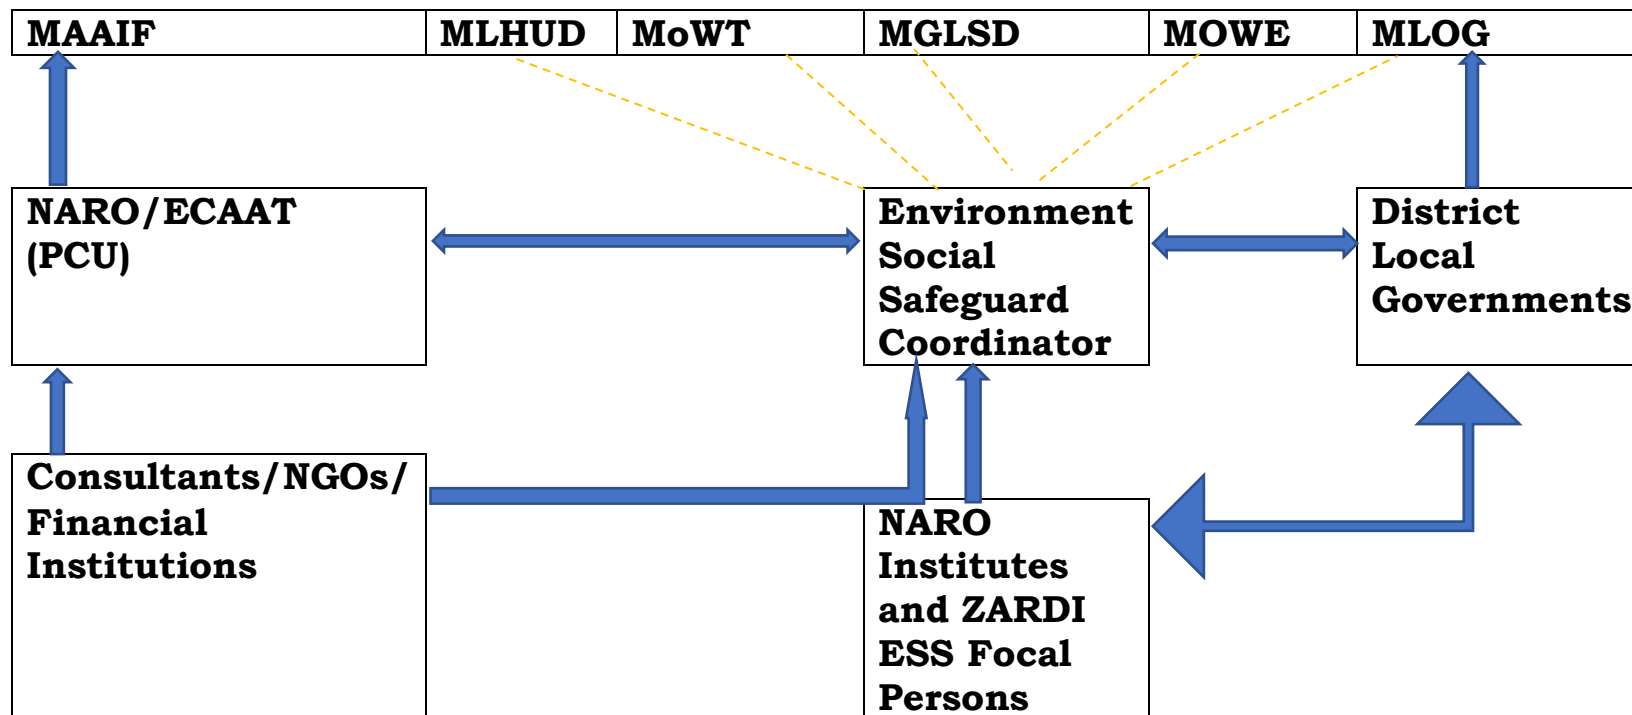 MAAIF MLHUD MoWT MGLSD MOWE MLOG
NARO/ECAAT
(PCU)
Environment
Social
Safeguard
Coordinator
District
Local
Governments
Consultants/NGOs/
Financial
Institutions
NARO
Institutes
and ZARDI
ESS Focal
Persons